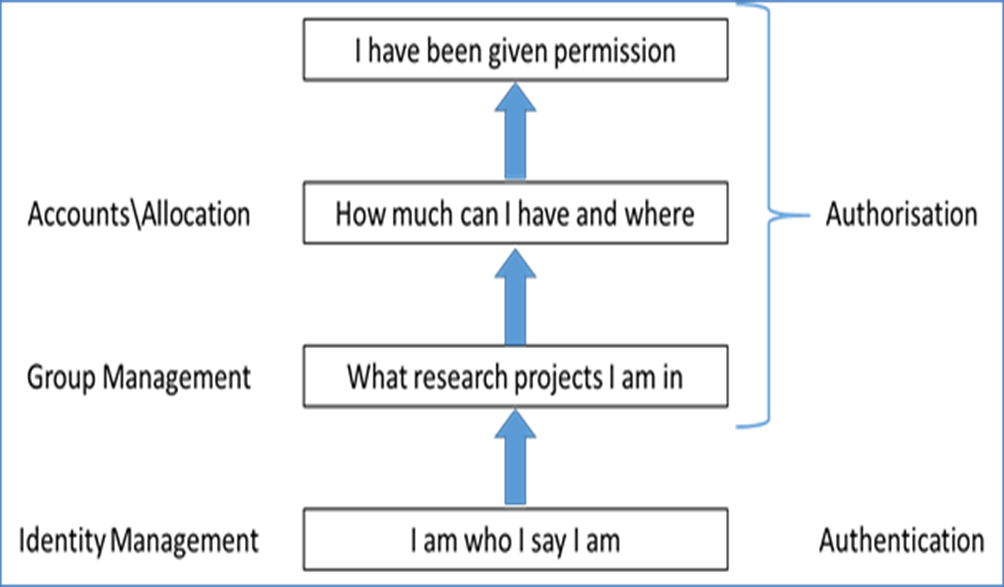 I have been given permission
Accounts\Allocation
How much can I have and where
Authorisation
Group Management
What research projects I am in
Identity Management
I am who I say I am
Authentication